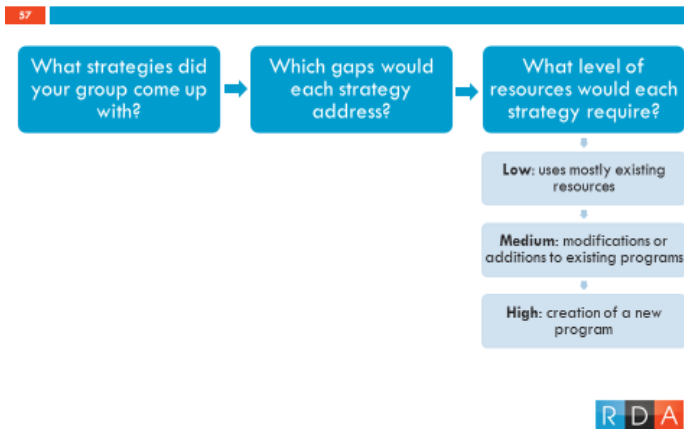 57
What strategies did
your group come up
with?
Which gaps would
each strategy
address?
What level of
resources would each
strategy require?
Low: uses mostly existing
resources
Medium: modifications or
additions to existing programs
High: creation of a new
program
R D A